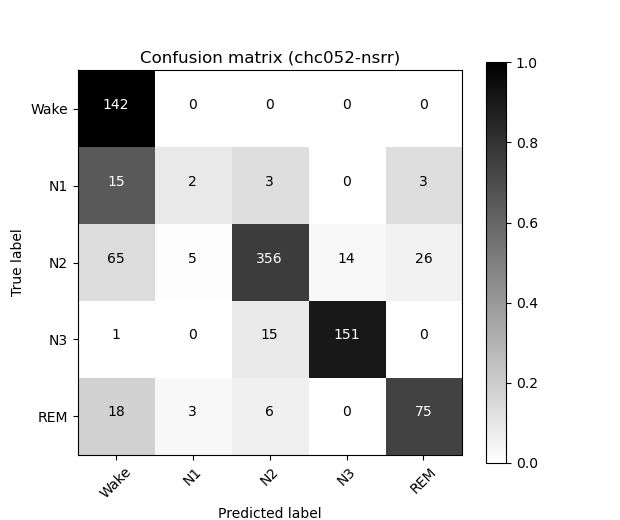 Confusion matrix (chc052-nsrr)
True label
Wake 142 0 0 0 0
N1 15 2 3 0 3
N2 65 5 356 14 26
N3 1 0 15 151 0
REM 18 3 6 0 75
Wake N1 N2 N3 REM
Predicted label
1.0
0.8
0.6
0.4
0.2
0.0